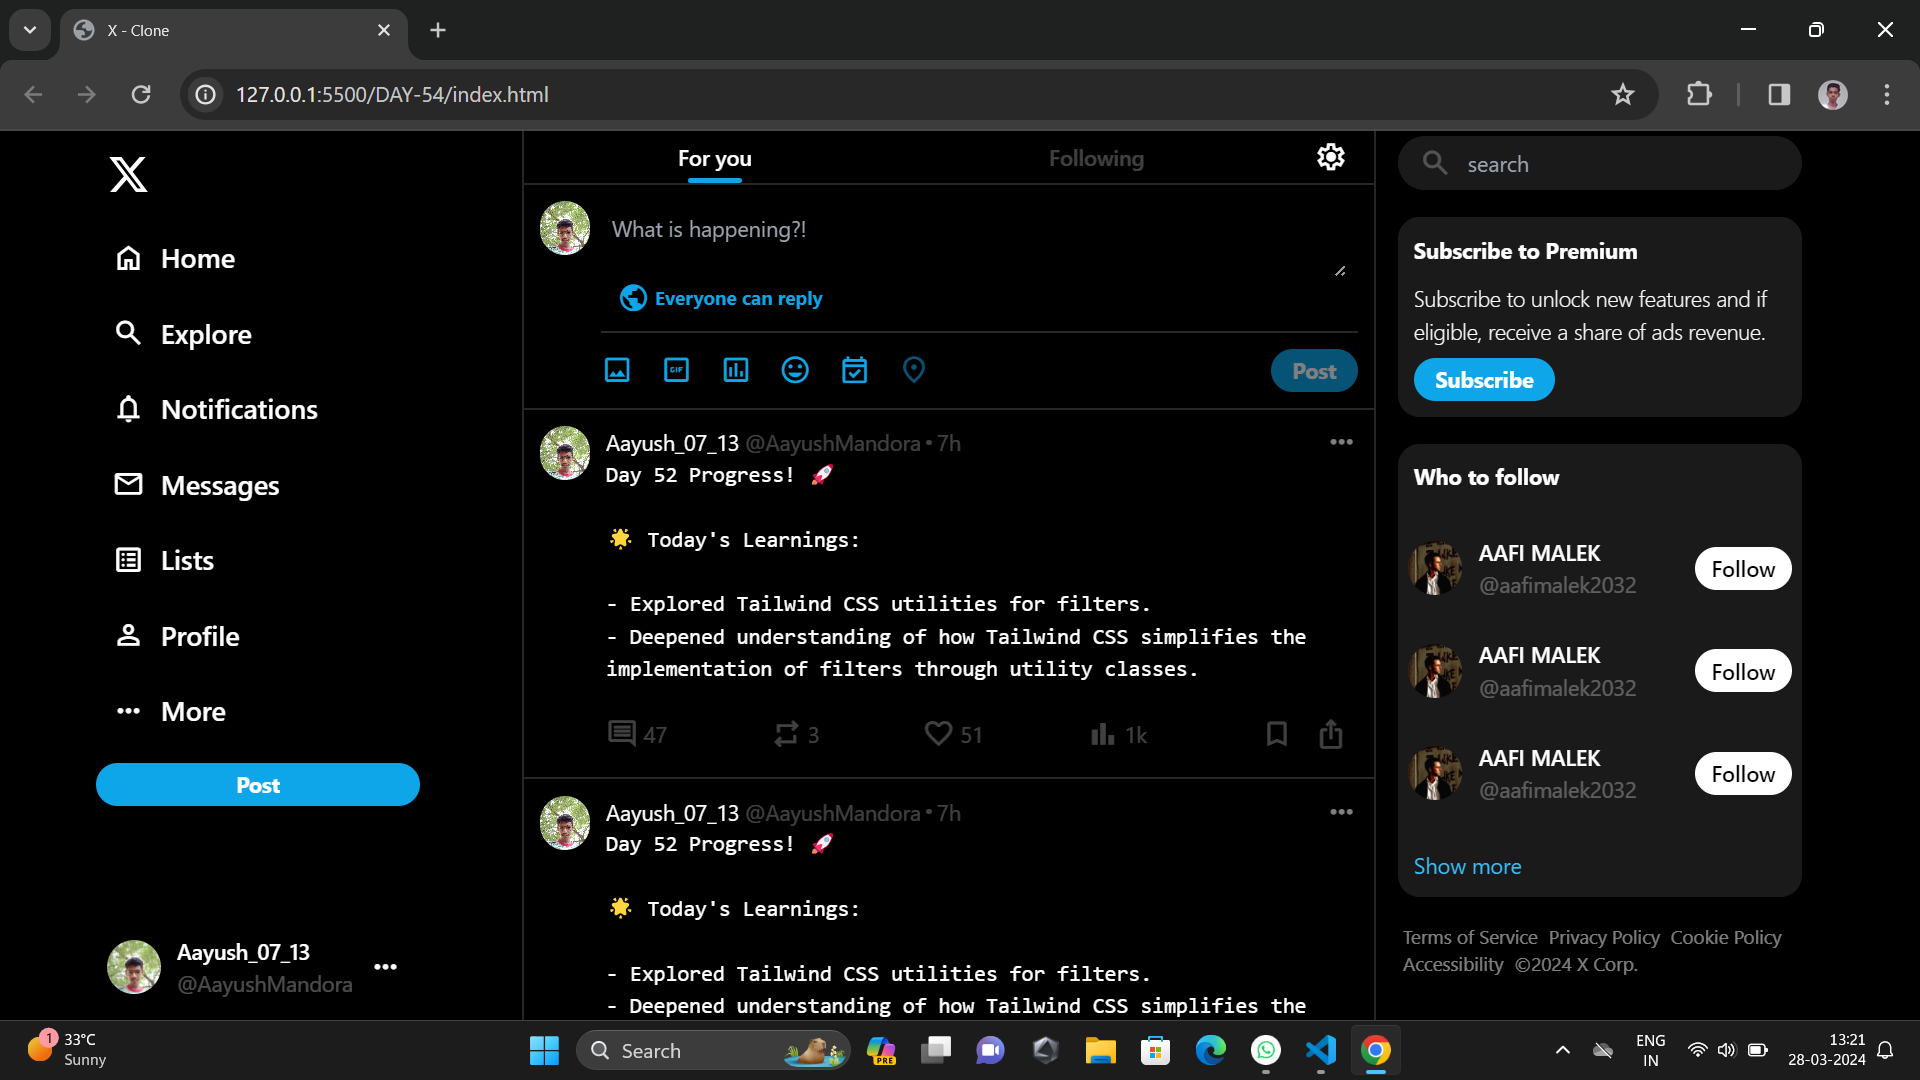 X - Clone
127.0.0.1:5500/DAY-54/index.html
Home
Explore
Notifications
Messages
Lists
Profile
More
Post
Aayush_07_13
@AayushMandora
For you
Following
What is happening?!
Everyone can reply
GIF
Post
Aayush_07_13 @AayushMandora • 7h
Day 52 Progress! 🚀
🌟 Today's Learnings:
- Explored Tailwind CSS utilities for filters.
- Deepened understanding of how Tailwind CSS simplifies the
implementation of filters through utility classes.
47 3 51 1k
Aayush_07_13 @AayushMandora • 7h
Day 52 Progress! 🚀
🌟 Today's Learnings:
- Explored Tailwind CSS utilities for filters.
- Deepened understanding of how Tailwind CSS simplifies the
search
Subscribe to Premium
Subscribe to unlock new features and if
eligible, receive a share of ads revenue.
Subscribe
Who to follow
AAFI MALEK
@aafimalek2032
Follow
AAFI MALEK
@aafimalek2032
Follow
AAFI MALEK
@aafimalek2032
Follow
Show more
Terms of Service Privacy Policy Cookie Policy
Accessibility ©2024 X Corp.
1
33°C
Sunny
Search
PRE
ENG
IN
13:21
28-03-2024